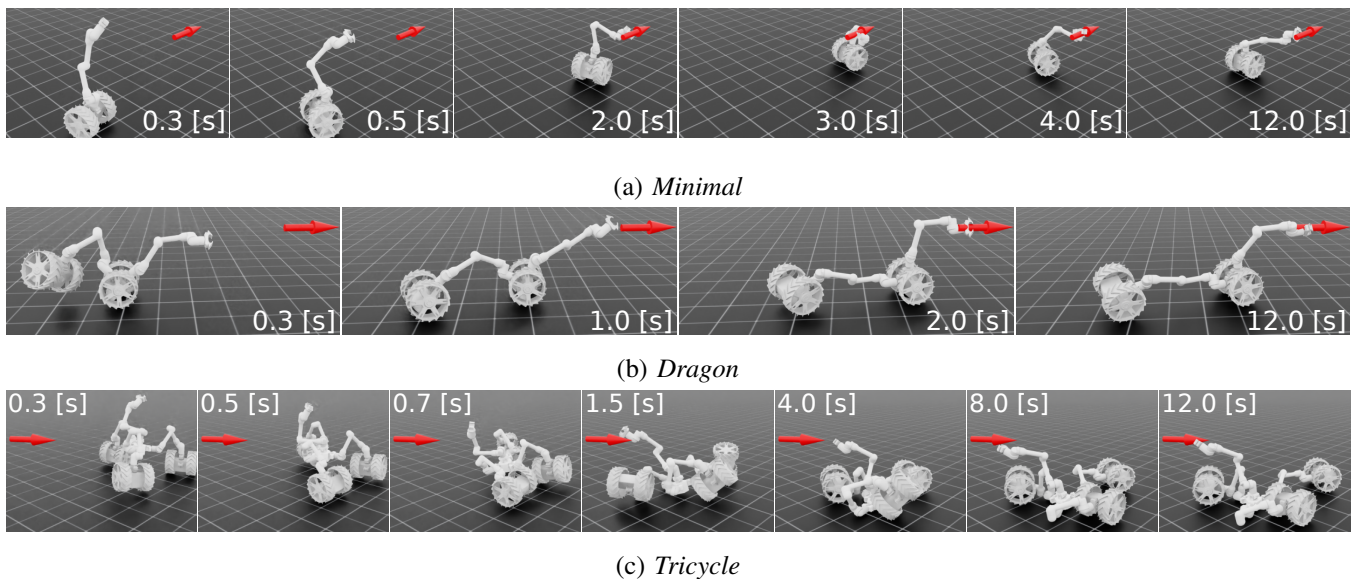 0.3 [s] 0.5 [s] 2.0 [s] 3.0 [s] 4.0 [s] 12.0 [s]
(a) Minimal
0.3 [s] 1.0 [s] 2.0 [s] 12.0 [s]
(b) Dragon
0.3 [s] 0.5 [s] 0.7 [s] 1.5 [s] 4.0 [s] 8.0 [s] 12.0 [s]
(c) Tricycle